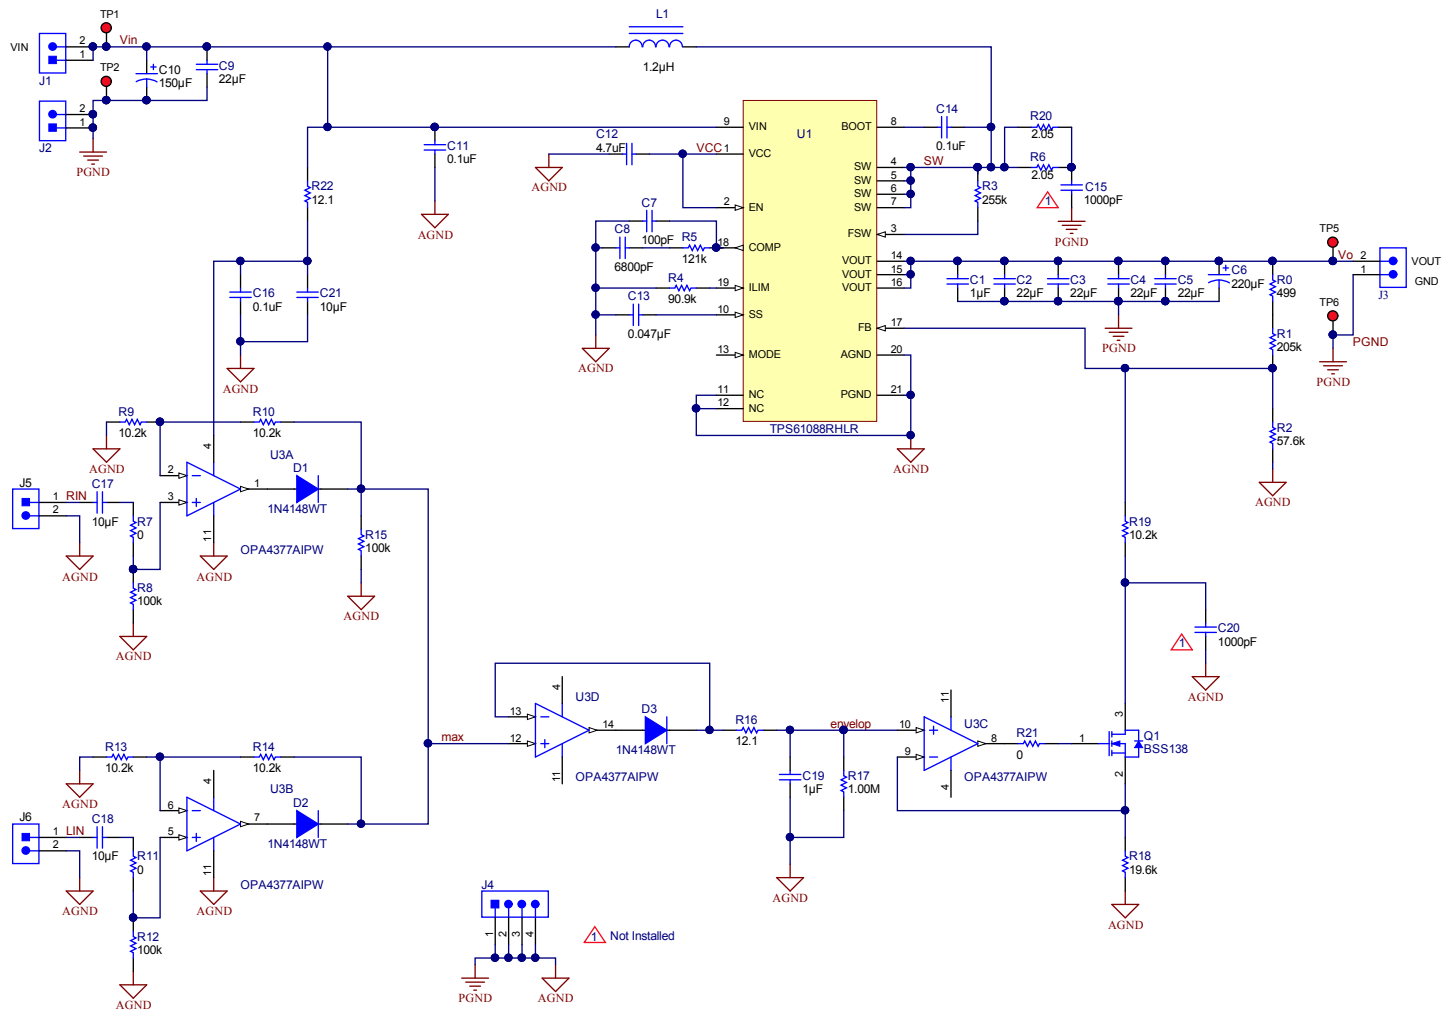 TP1
VIN
2
1
J1
Vin
TP2
C10
150µF
C9
22µF
2
1
J2
PGND
L1
1.2µH
C11
0.1uF
AGND
R22
12.1
C16
0.1uF
C21
10µF
AGND
C12
4.7uF
AGND
VCC
1
9
VIN
VCC
U1
BOOT
8
C14
0.1uF
2
EN
SW
4
SW
SW
5
SW
6
SW
7
FSW
3
R3
255k
R20
2.05
R6
2.05
1
C15
1000pF
PGND
C7
100pF
C8
6800pF
R5
121k
18
COMP
R4
90.9k
19
ILIM
C13
0.047µF
10
SS
AGND
13
MODE
11
NC
12
NC
VOUT
14
VOUT
15
VOUT
16
FB
17
AGND
20
PGND
21
TPS61088RHLR
AGND
C1
1µF
C2
22µF
C3
22µF
C4
22µF
C5
22µF
C6
220µF
PGND
R0
499
R1
205k
R2
57.6k
AGND
TP5
Vo
2
1
VOUT
GND
J3
TP6
PGND
PGND
R9
10.2k
R10
10.2k
AGND
J5
1
2
RIN
C17
10µF
AGND
R7
0
R8
100k
AGND
4
2
3
1
11
U3A
OPA4377AIPW
AGND
D1
1N4148WT
R15
100k
AGND
R13
10.2k
R14
10.2k
AGND
J6
1
2
LIN
C18
10µF
AGND
R11
0
R12
100k
AGND
4
6
5
7
11
U3B
OPA4377AIPW
AGND
D2
1N4148WT
max
13
12
4
11
14
U3D
OPA4377AIPW
D3
1N4148WT
R16
12.1
envelop
C19
1µF
R17
1.00M
AGND
10
9
11
4
8
U3C
OPA4377AIPW
R21
0
1
3
2
Q1
BSS138
R19
10.2k
1
C20
1000pF
AGND
R18
19.6k
AGND
J4
1
2
3
4
PGND
AGND
1
Not Installed